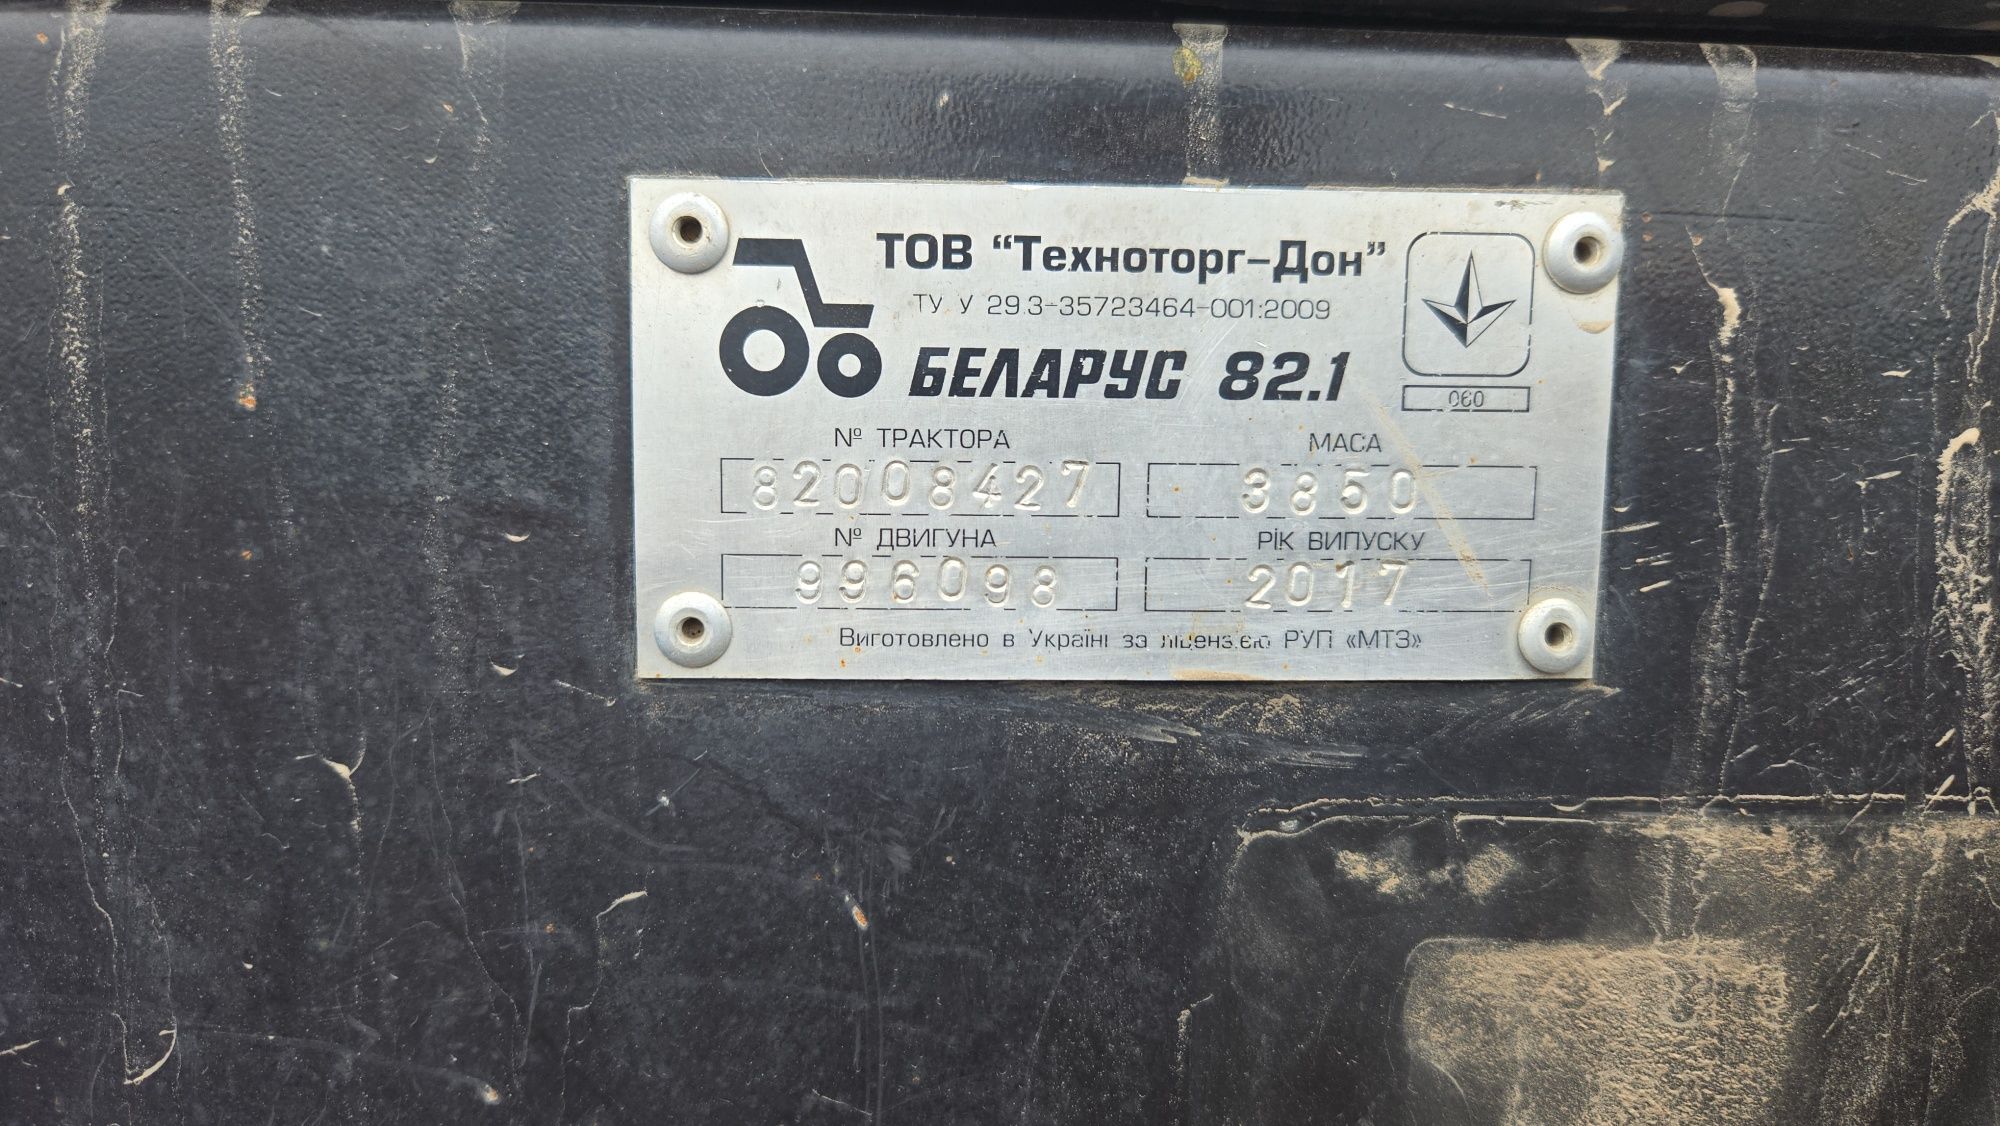 ТОВ “Техноторг-Дон”
ТУ У 29.3-35723464-001:2009
БЕЛАРУС 82.1
060
№ ТРАКТОРА
МАСА
82008427
3850
№ ДВИГУНА
РІК ВИПУСКУ
996098
2017
Виготовлено в Україні за ліцензією РУП «МТЗ»